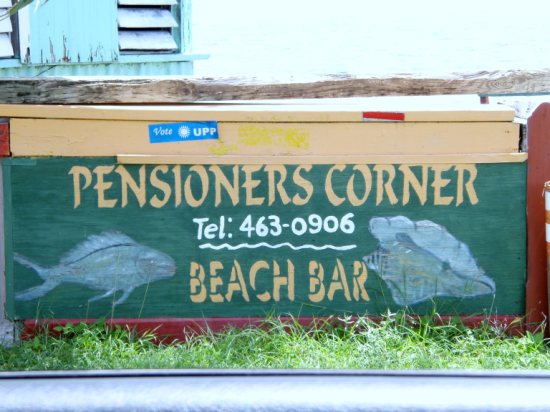 Vote UPP
PENSIONERS CORNER
Tel: 463-0906
BEACH BAR